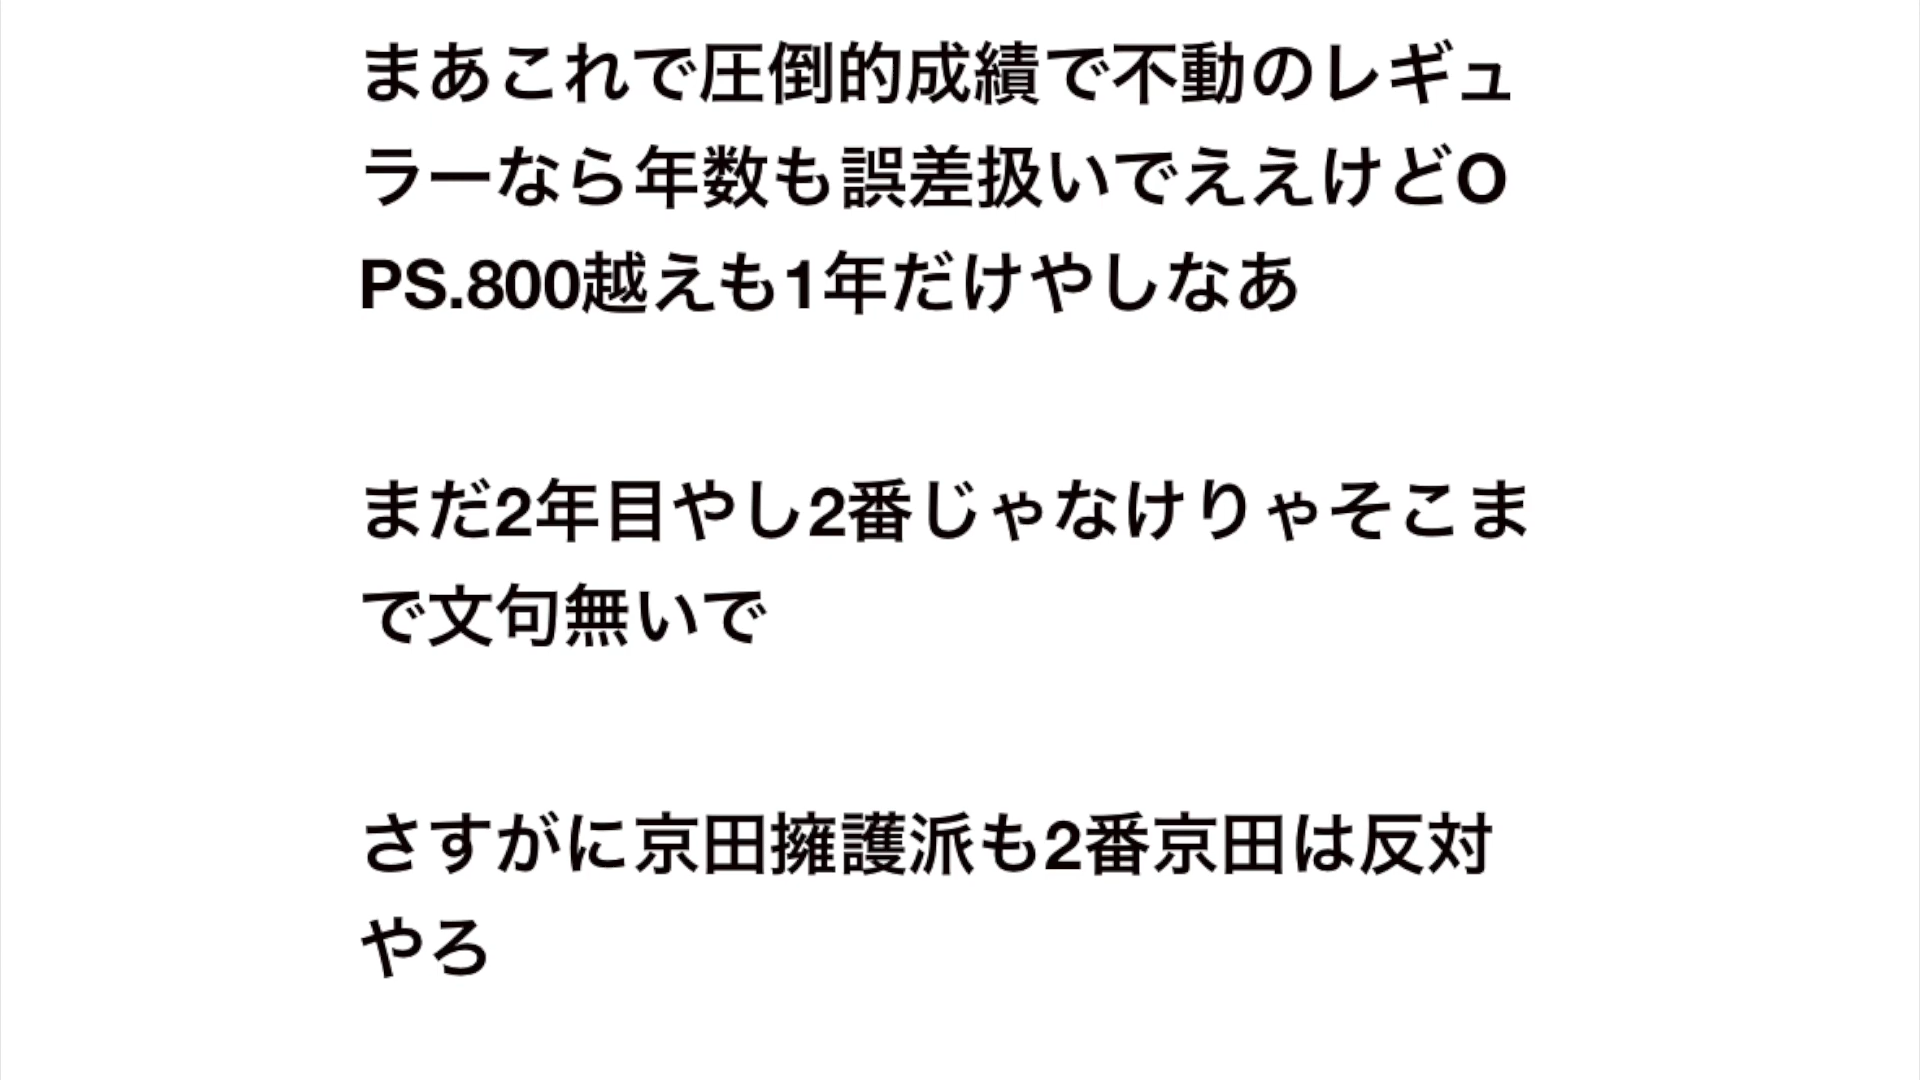 まあこれで圧倒的成績で不動のレギュ
ラーなら年数も誤差扱いでええけどO
PS.800越えも1年だけやしなあ
まだ2年目やし2番じゃなけりゃそこま
で文句無いで
さすがに京田擁護派も2番京田は反対
やろ